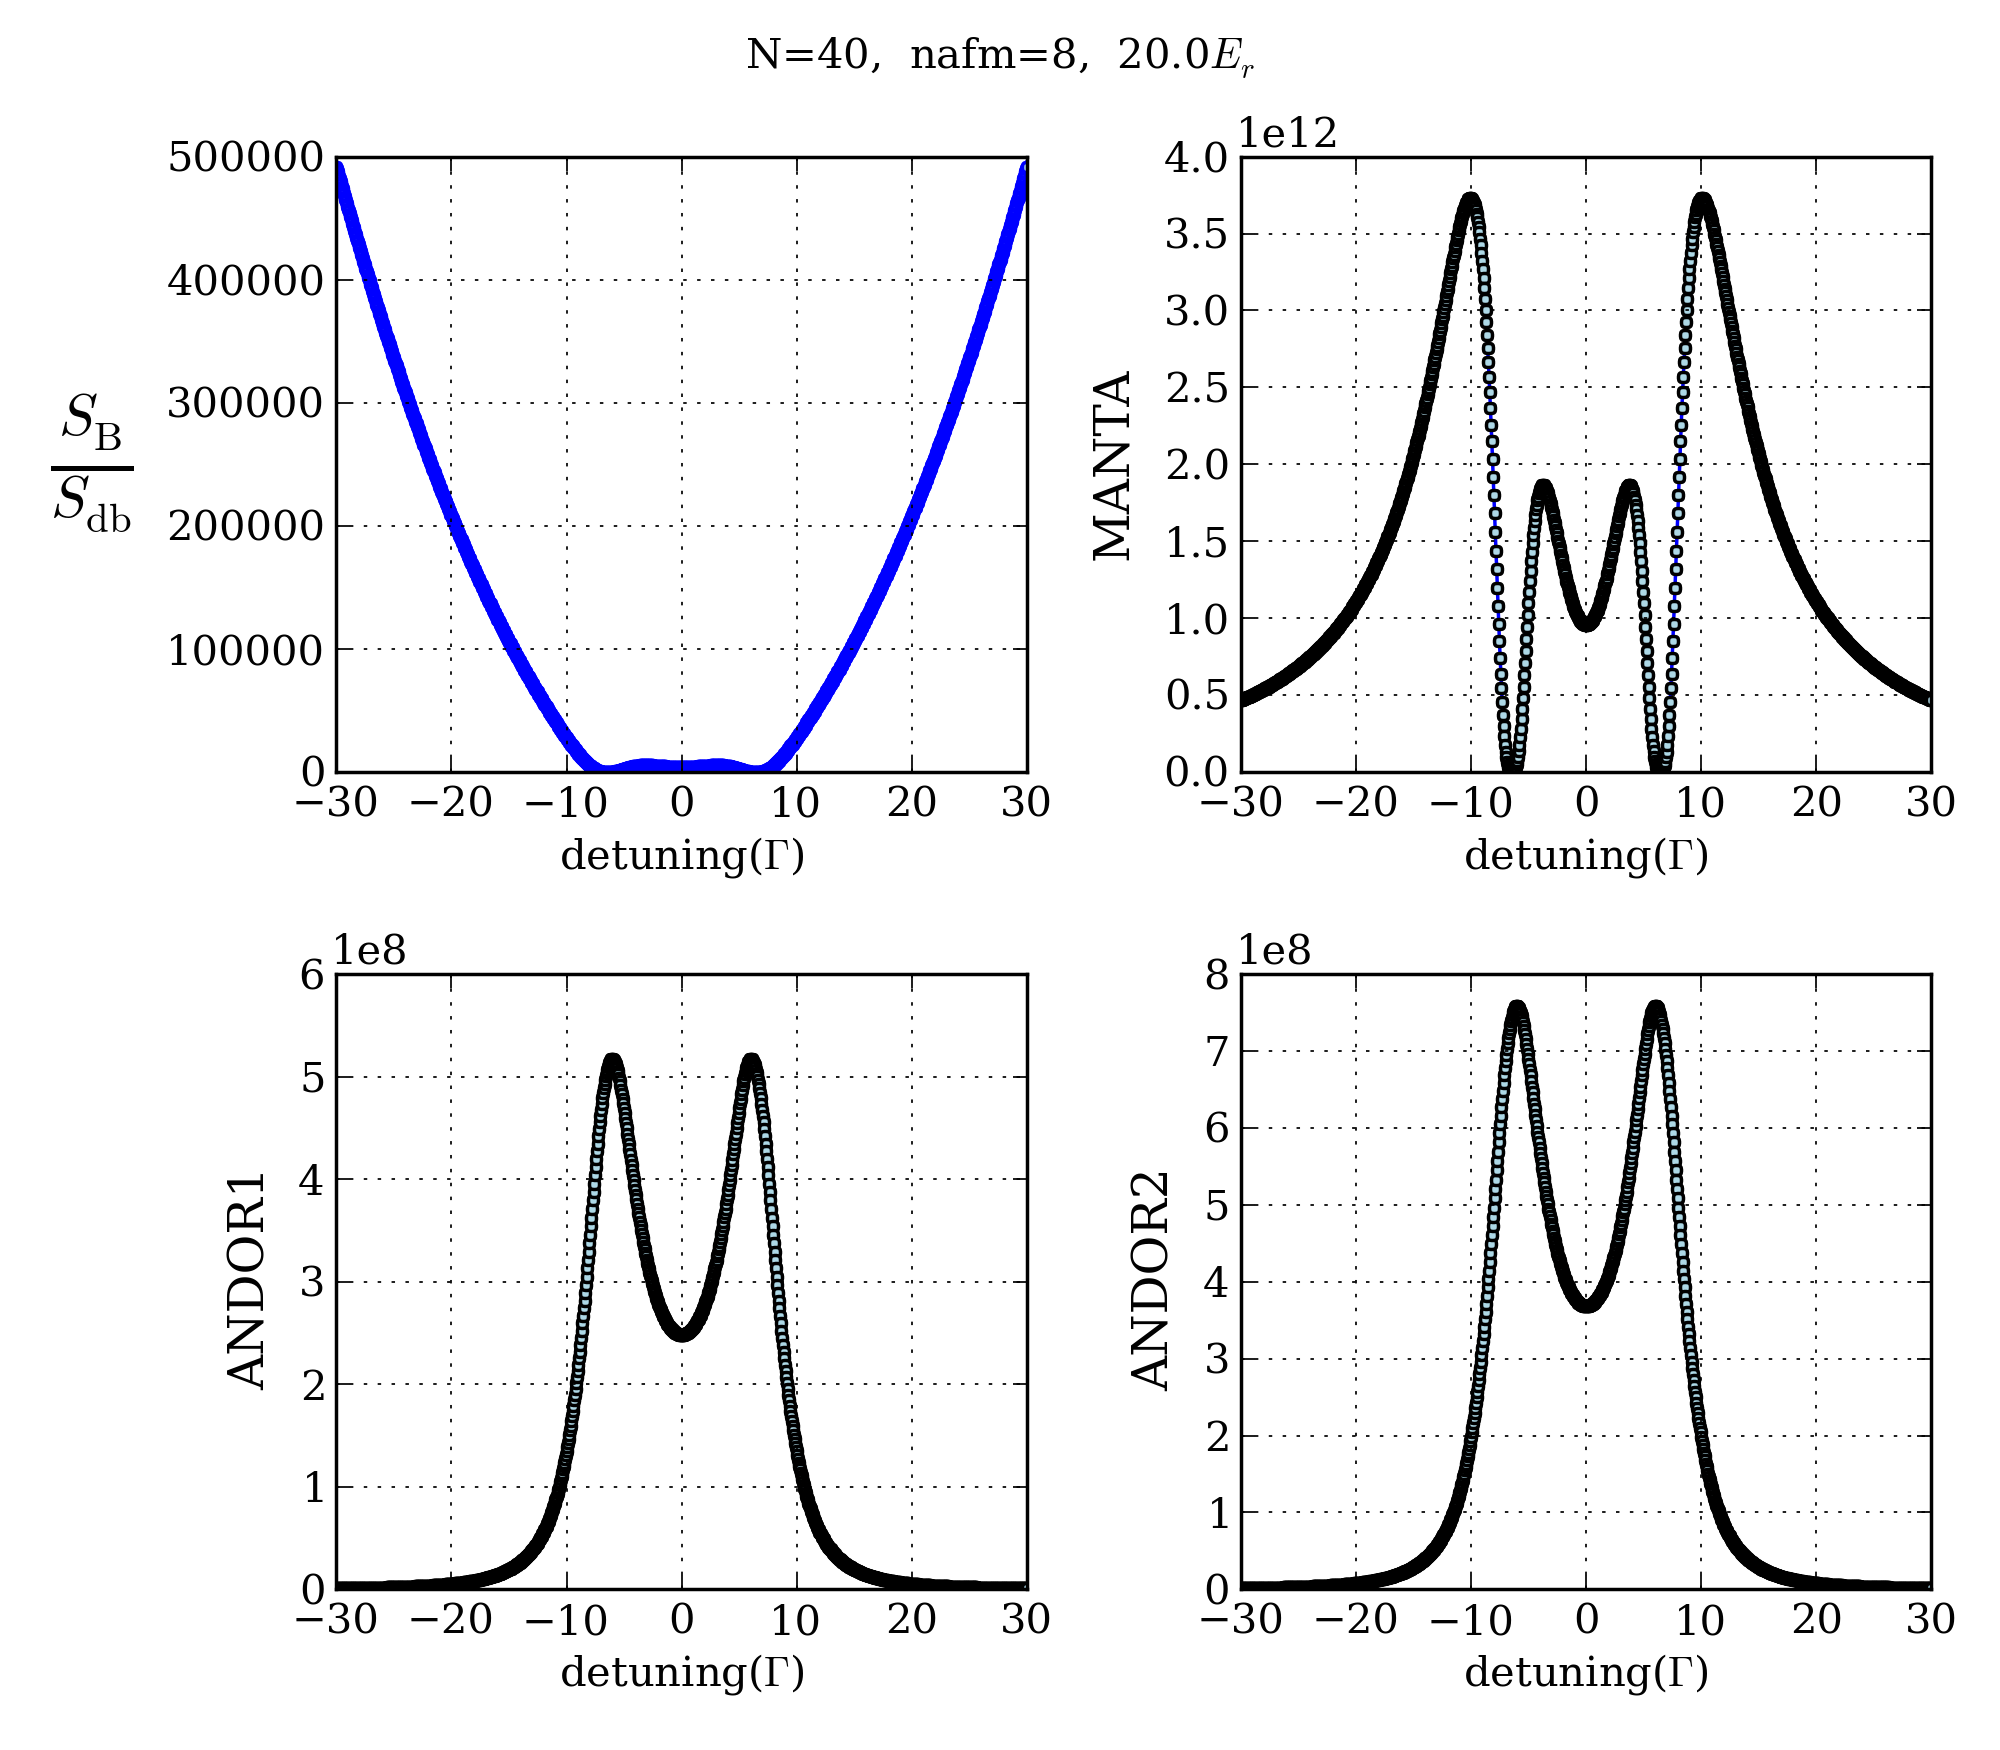 N=40, nafm=8, 20.0E_r
S_B
S_db
500000
400000
300000
200000
100000
0
−30 −20 −10 0 10 20 30
detuning(Γ)
1e12
MANTA
4.0
3.5
3.0
2.5
2.0
1.5
1.0
0.5
0.0
−30 −20 −10 0 10 20 30
detuning(Γ)
1e8
ANDOR1
6
5
4
3
2
1
0
−30 −20 −10 0 10 20 30
detuning(Γ)
1e8
ANDOR2
8
7
6
5
4
3
2
1
0
−30 −20 −10 0 10 20 30
detuning(Γ)